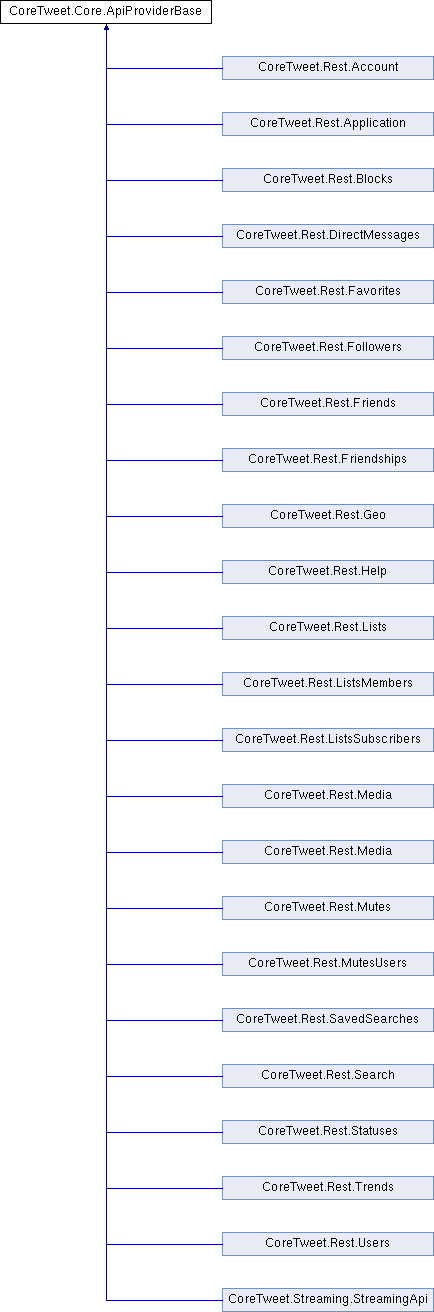 CoreTweet.Core.ApiProviderBase
CoreTweet.Rest.Account
CoreTweet.Rest.Application
CoreTweet.Rest.Blocks
CoreTweet.Rest.DirectMessages
CoreTweet.Rest.Favorites
CoreTweet.Rest.Followers
CoreTweet.Rest.Friends
CoreTweet.Rest.Friendships
CoreTweet.Rest.Geo
CoreTweet.Rest.Help
CoreTweet.Rest.Lists
CoreTweet.Rest.ListsMembers
CoreTweet.Rest.ListsSubscribers
CoreTweet.Rest.Media
CoreTweet.Rest.Media
CoreTweet.Rest.Mutes
CoreTweet.Rest.MutesUsers
CoreTweet.Rest.SavedSearches
CoreTweet.Rest.Search
CoreTweet.Rest.Statuses
CoreTweet.Rest.Trends
CoreTweet.Rest.Users
CoreTweet.Streaming.StreamingApi